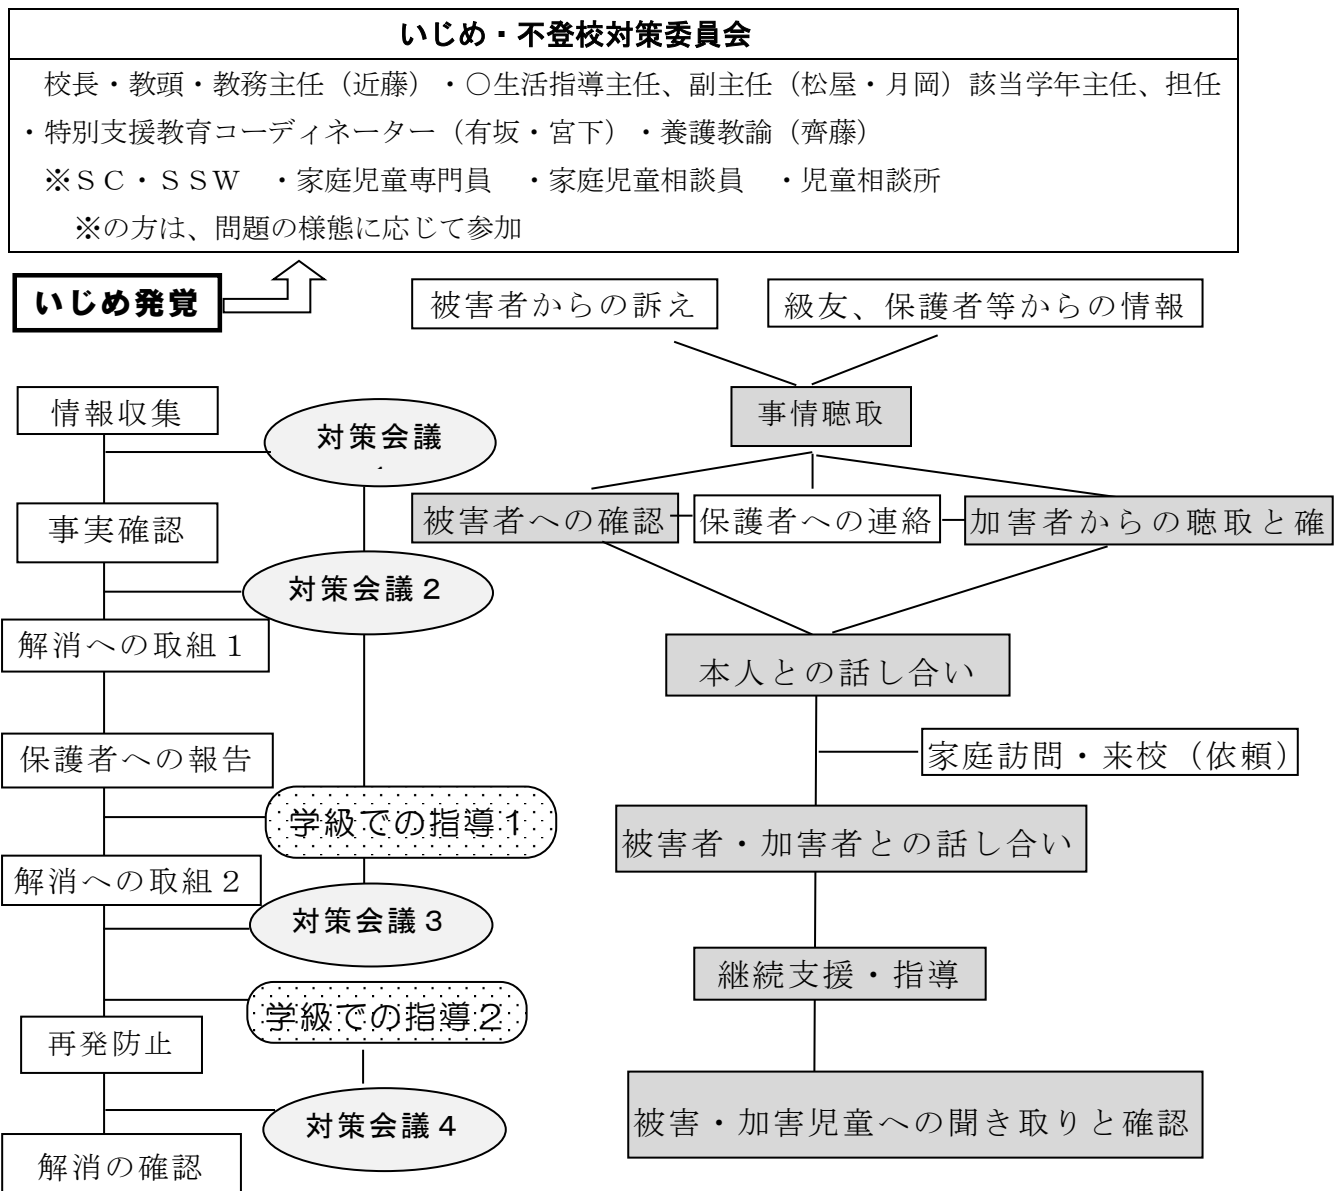 いじめ・不登校対策委員会
校長・教頭・教務主任（近藤）・○生活指導主任、副主任（松屋・月岡）該当学年主任、担任
・特別支援教育コーディネーター（有坂・宮下）・養護教諭（齊藤）
※ＳＣ・ＳＳＷ　・家庭児童専門員　・家庭児童相談員　・児童相談所
※の方は、問題の様態に応じて参加
いじめ発覚
被害者からの訴え
級友、保護者等からの情報
情報収集
対策会議
事情聴取
事実確認
被害者への確認
保護者への連絡
加害者からの聴取と確
対策会議２
解消への取組１
本人との話し合い
保護者への報告
家庭訪問・来校（依頼）
学級での指導１
被害者・加害者との話し合い
解消への取組２
対策会議３
継続支援・指導
学級での指導２
再発防止
対策会議４
被害・加害児童への聞き取りと確認
解消の確認